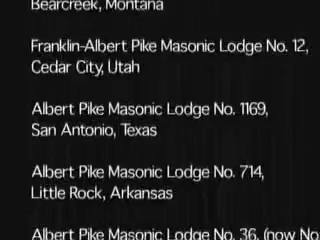 Bearcreek, Montana
Franklin-Albert Pike Masonic Lodge No. 12,
Cedar City, Utah
Albert Pike Masonic Lodge No. 1169,
San Antonio, Texas
Albert Pike Masonic Lodge No. 714,
Little Rock, Arkansas
Albert Pike Masonic Lodge No. 36, (now No